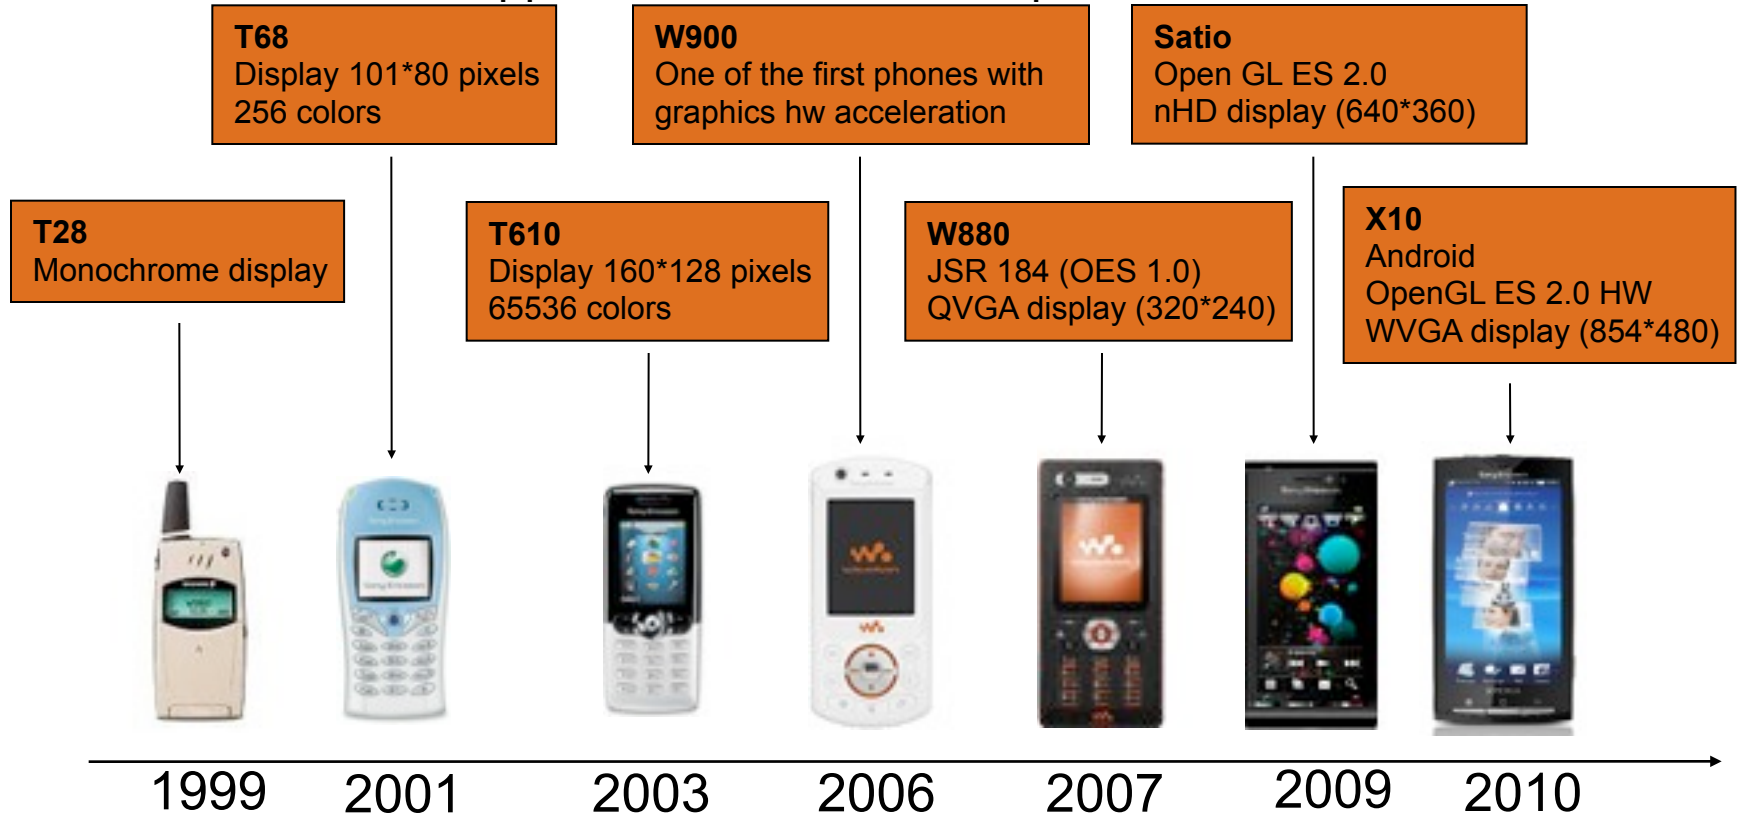 T68
Display 101*80 pixels
256 colors
W900
One of the first phones with
graphics hw acceleration
Satio
Open GL ES 2.0
nHD display (640*360)
T28
Monochrome display
T610
Display 160*128 pixels
65536 colors
W880
JSR 184 (OES 1.0)
QVGA display (320*240)
X10
Android
OpenGL ES 2.0 HW
WVGA display (854*480)
1999
2001
2003
2006
2007
2009
2010